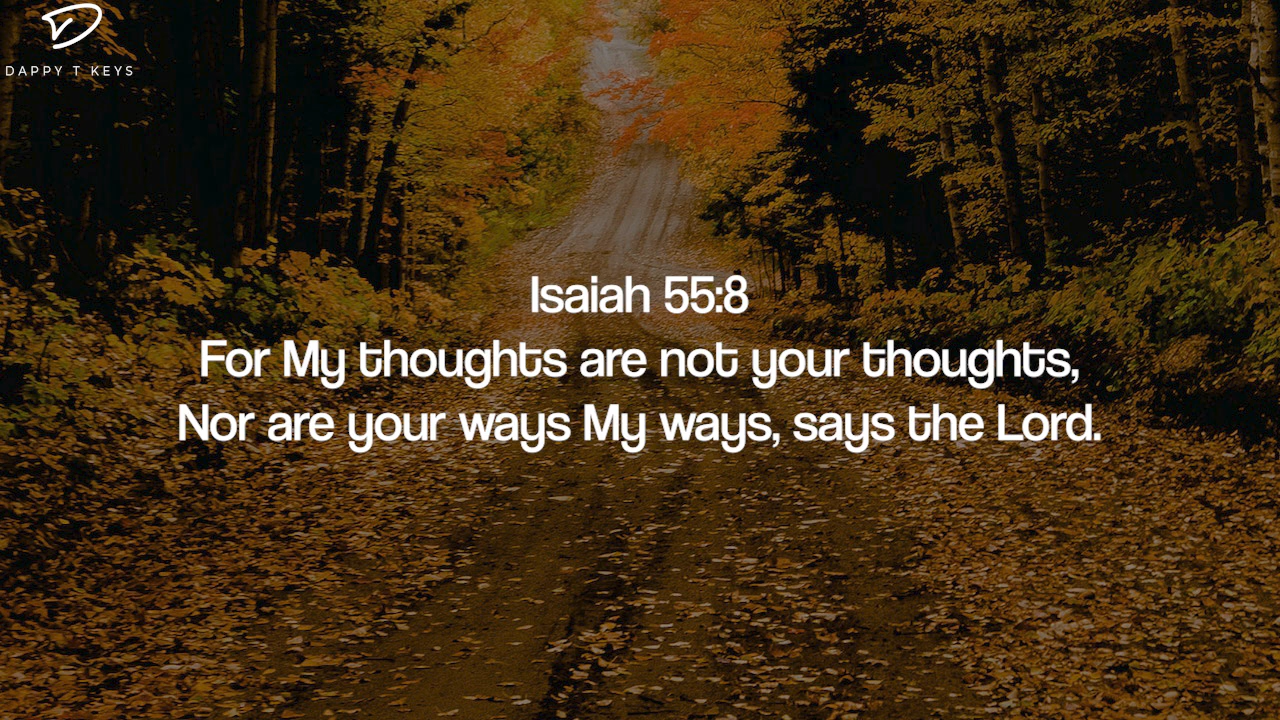 DAPPY T KEYS
Isaiah 55:8
For My thoughts are not your thoughts,
Nor are your ways My ways, says the Lord.